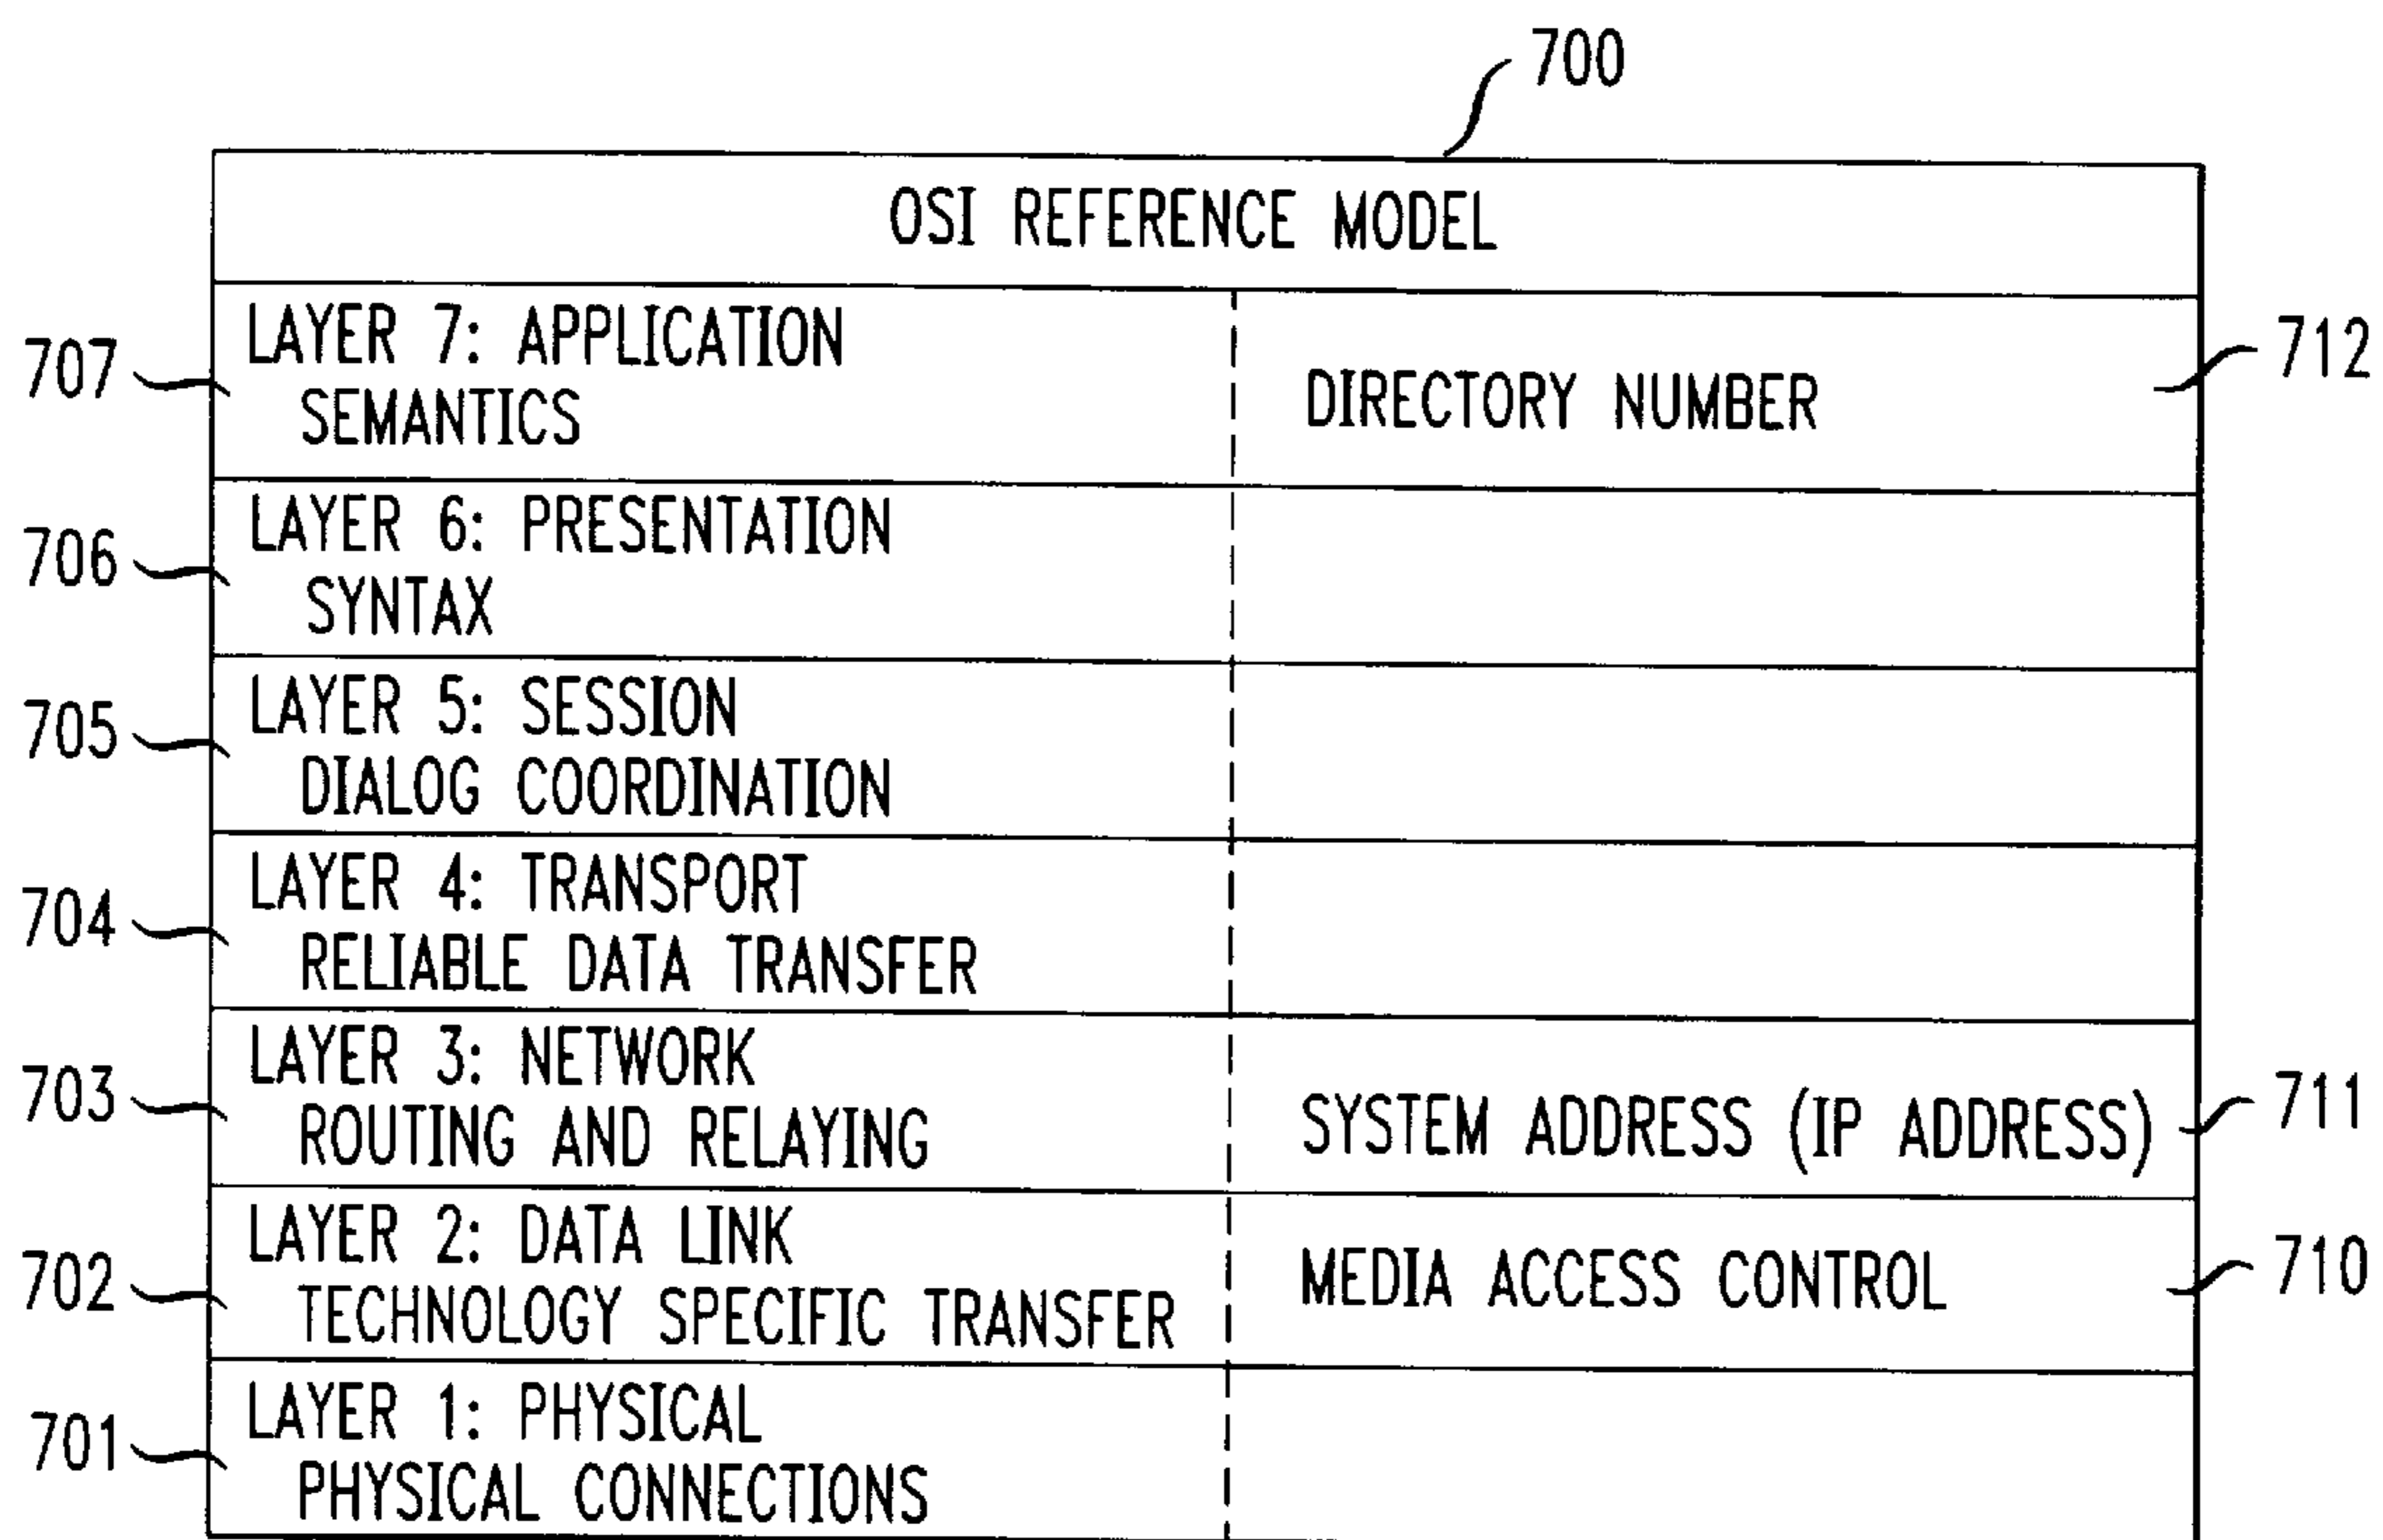 700
OSI REFERENCE MODEL
707
LAYER 7: APPLICATION
SEMANTICS
DIRECTORY NUMBER
712
706
LAYER 6: PRESENTATION
SYNTAX
705
LAYER 5: SESSION
DIALOG COORDINATION
704
LAYER 4: TRANSPORT
RELIABLE DATA TRANSFER
703
LAYER 3: NETWORK
ROUTING AND RELAYING
SYSTEM ADDRESS (IP ADDRESS)
711
702
LAYER 2: DATA LINK
TECHNOLOGY SPECIFIC TRANSFER
MEDIA ACCESS CONTROL
710
701
LAYER 1: PHYSICAL
PHYSICAL CONNECTIONS